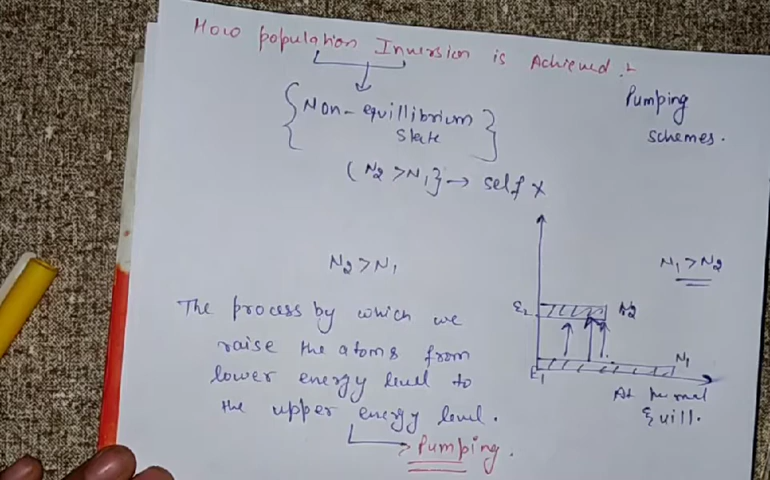 How population Inversion is Achieved :-
Pumping
schemes.
{Non-equillibrium
State}
(N2 >N1} → self x
N2 > N1
N1 > N2
The process by which we
raise the atoms from
lower energy level to
the upper energy level.
→ Pumping.
E2 N2
E1 N1
At thermal
Equill.